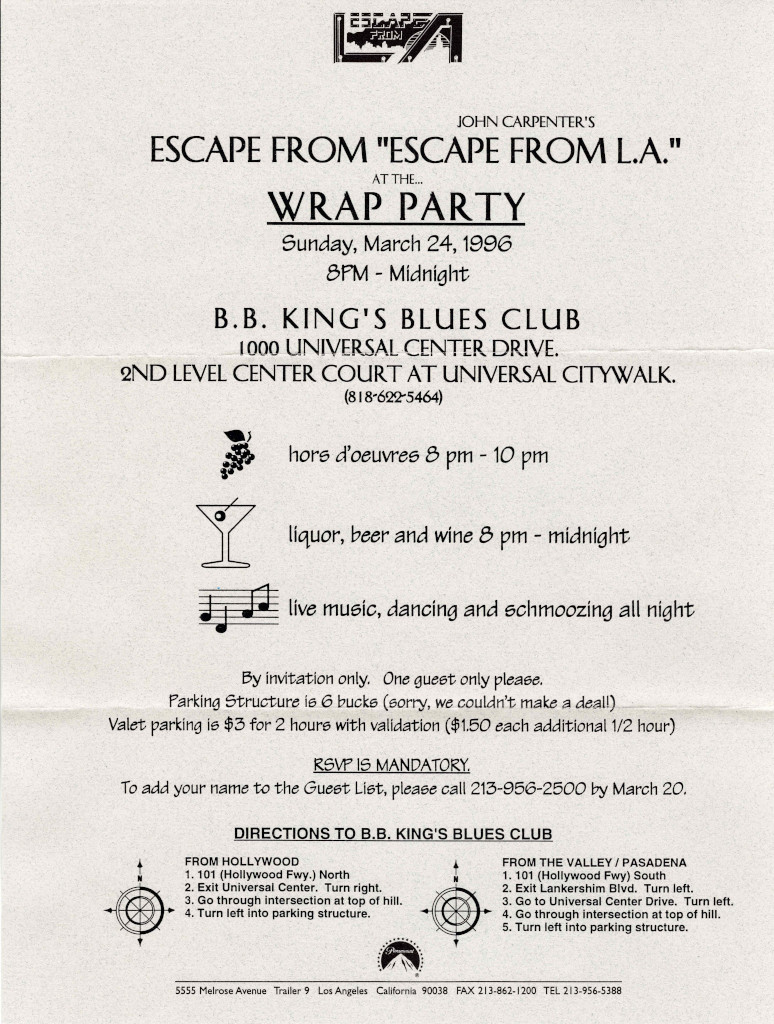 ESCAPE
FROM
LA
JOHN CARPENTER'S
ESCAPE FROM "ESCAPE FROM L.A."
AT THE...
WRAP PARTY
Sunday, March 24, 1996
8PM - Midnight
B.B. KING'S BLUES CLUB
1000 UNIVERSAL CENTER DRIVE.
2ND LEVEL CENTER COURT AT UNIVERSAL CITYWALK.
(818-622-5464)
hors d'oeuvres 8 pm - 10 pm
liquor, beer and wine 8 pm - midnight
live music, dancing and schmoozing all night
By invitation only. One guest only please.
Parking Structure is 6 bucks (sorry, we couldn't make a deal!)
Valet parking is $3 for 2 hours with validation ($1.50 each additional 1/2 hour)
RSVP IS MANDATORY.
To add your name to the Guest List, please call 213-956-2500 by March 20.
DIRECTIONS TO B.B. KING'S BLUES CLUB
N
FROM HOLLYWOOD
1. 101 (Hollywood Fwy.) North
2. Exit Universal Center. Turn right.
3. Go through intersection at top of hill.
4. Turn left into parking structure.
N
FROM THE VALLEY / PASADENA
1. 101 (Hollywood Fwy) South
2. Exit Lankershim Blvd. Turn left.
3. Go to Universal Center Drive. Turn left.
4. Go through intersection at top of hill.
5. Turn left into parking structure.
Paramount
5555 Melrose Avenue Trailer 9 Los Angeles California 90038 FAX 213-862-1200 TEL 213-956-5388